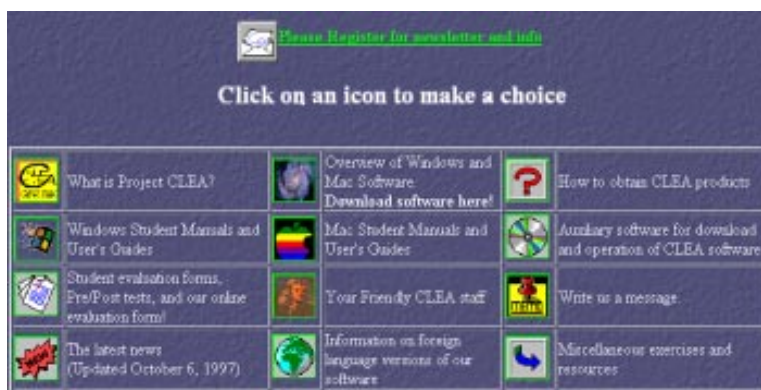 Please Register for newsletter and info
Click on an icon to make a choice
What is Project CLEA?
Overview of Windows and
Mac Software
Download software here!
How to obtain CLEA products
Windows Student Manuals and
User's Guides
Mac Student Manuals and
User's Guides
Auxiliary software for download
and operation of CLEA software
Student evaluation forms,
Pre/Post tests, and our online
evaluation form!
Your Friendly CLEA staff
Write us a message.
The latest news
(Updated October 6, 1997)
Information on foreign
language versions of our
software
Miscellaneous exercises and
resources